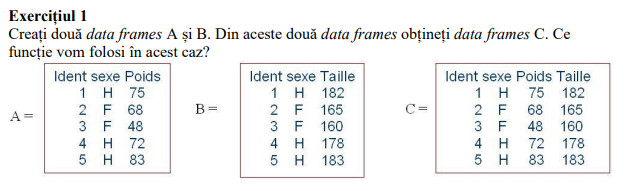 Exercițiul 1
Creați două data frames A și B. Din aceste două data frames obțineți data frames C. Ce
funcție vom folosi în acest caz?
A =
Ident sexe Poids
1 H 75
2 F 68
3 F 48
4 H 72
5 H 83
B =
Ident sexe Taille
1 H 182
2 F 165
3 F 160
4 H 178
5 H 183
C =
Ident sexe Poids Taille
1 H 75 182
2 F 68 165
3 F 48 160
4 H 72 178
5 H 83 183